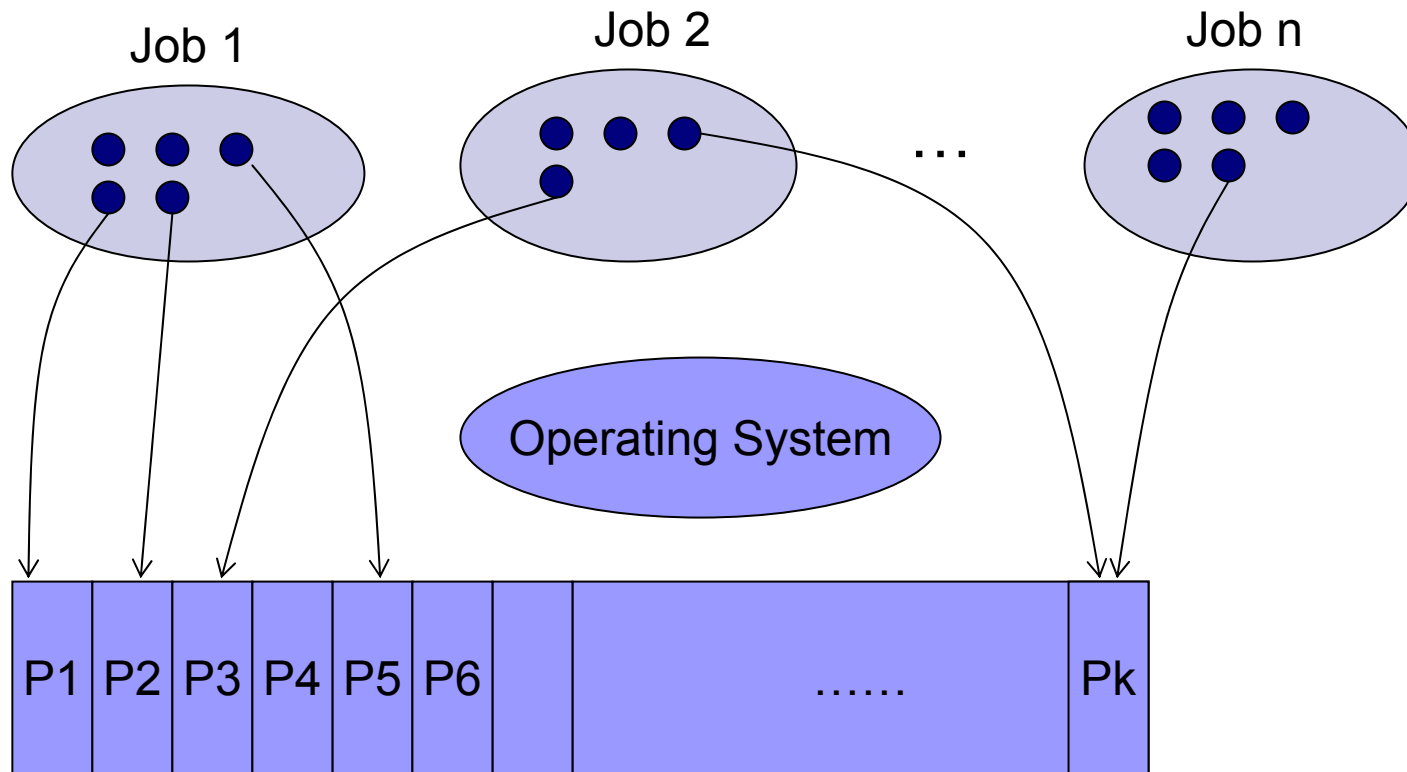 Job 1
Job 2
Job n
...
Operating System
P1 P2 P3 P4 P5 P6 ...... Pk